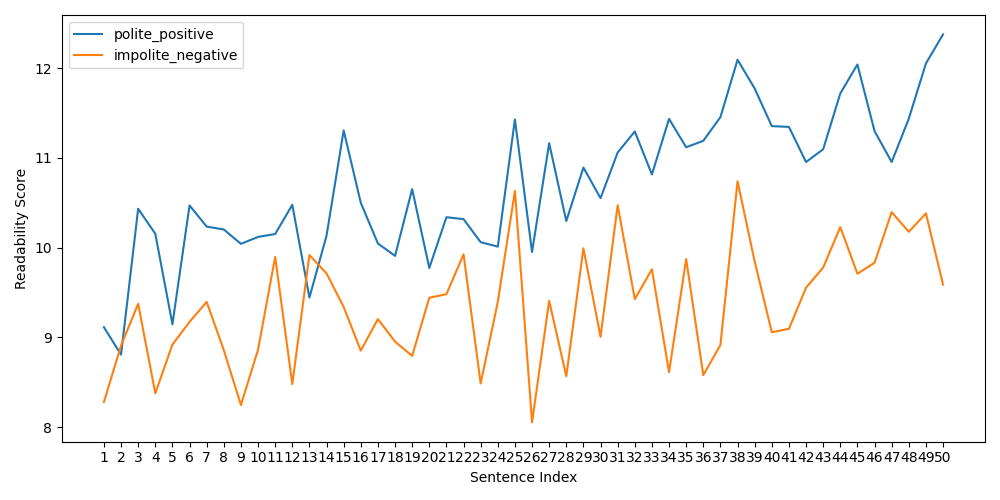 polite_positive
impolite_negative
12
11
10
9
8
Readability Score
1 2 3 4 5 6 7 8 9 10 11 12 13 14 15 16 17 18 19 20 21 22 23 24 25 26 27 28 29 30 31 32 33 34 35 36 37 38 39 40 41 42 43 44 45 46 47 48 49 50
Sentence Index